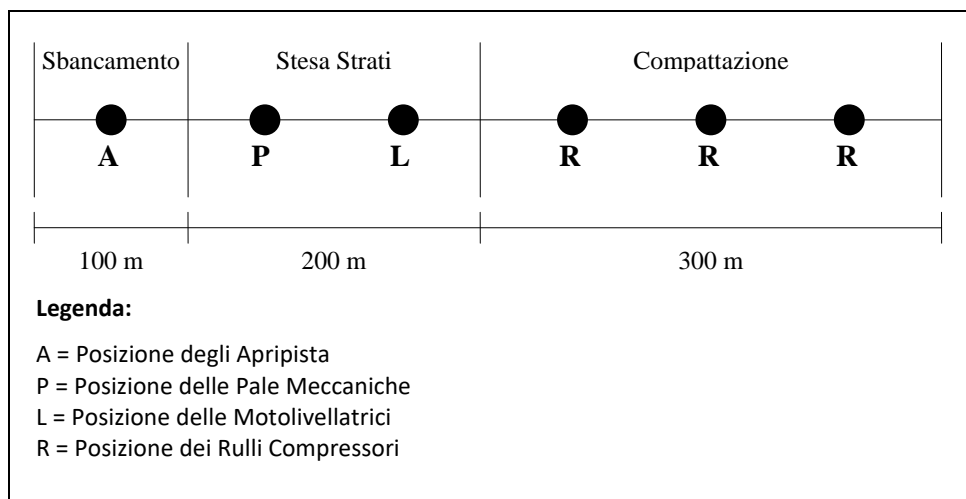 Sbancamento Stesa Strati Compattazione
A P L R R R
100 m 200 m 300 m
Legenda:
A = Posizione degli Apripista
P = Posizione delle Pale Meccaniche
L = Posizione delle Motolivellatrici
R = Posizione dei Rulli Compressori